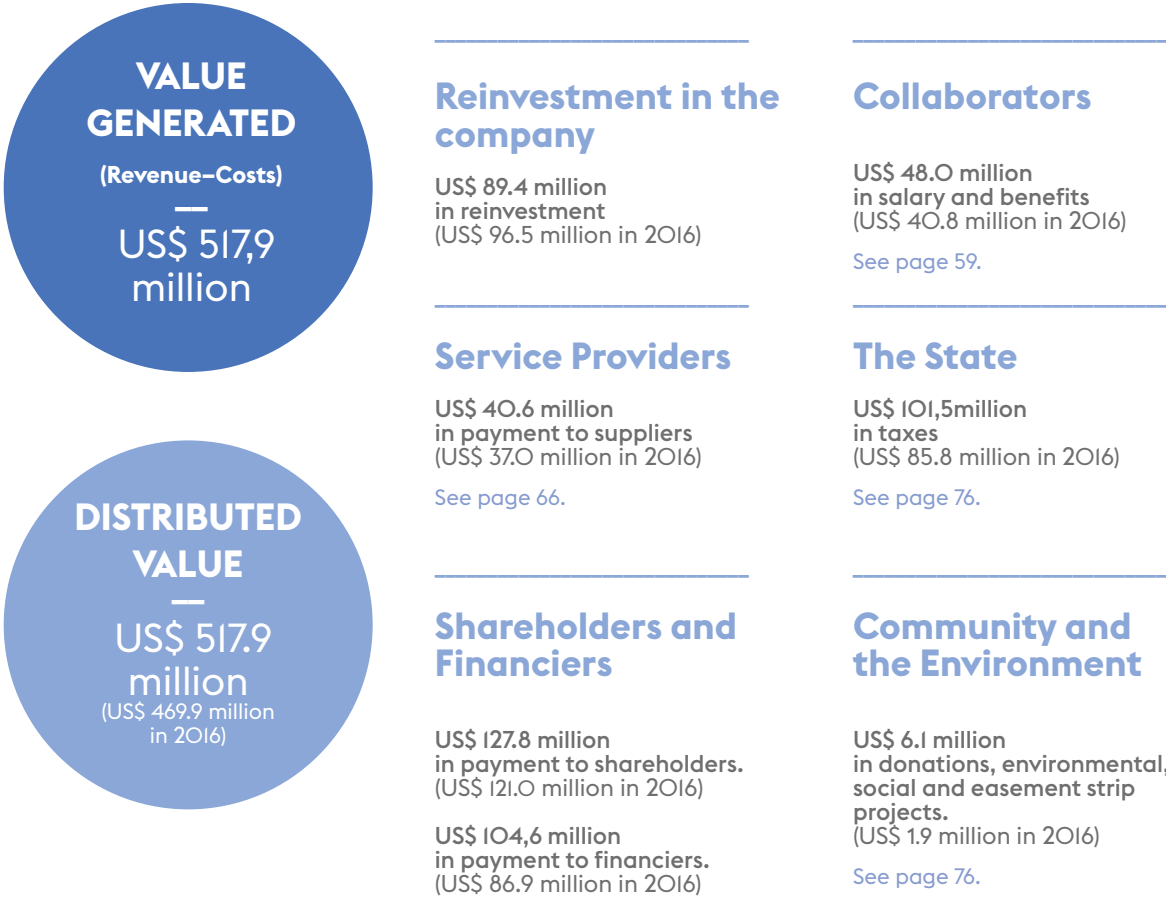 VALUE
GENERATED
(Revenue–Costs)
US$ 517,9
million
DISTRIBUTED
VALUE
US$ 517.9
million
(US$ 469.9 million
in 2016)
Reinvestment in the
company
US$ 89.4 million
in reinvestment
(US$ 96.5 million in 2016)
Collaborators
US$ 48.0 million
in salary and benefits
(US$ 40.8 million in 2016)
See page 59.
Service Providers
US$ 40.6 million
in payment to suppliers
(US$ 37.0 million in 2016)
See page 66.
The State
US$ 101,5million
in taxes
(US$ 85.8 million in 2016)
See page 76.
Shareholders and
Financiers
US$ 127.8 million
in payment to shareholders.
(US$ 121.0 million in 2016)
US$ 104,6 million
in payment to financiers.
(US$ 86.9 million in 2016)
Community and
the Environment
US$ 6.1 million
in donations, environmental,
social and easement strip
projects.
(US$ 1.9 million in 2016)
See page 76.